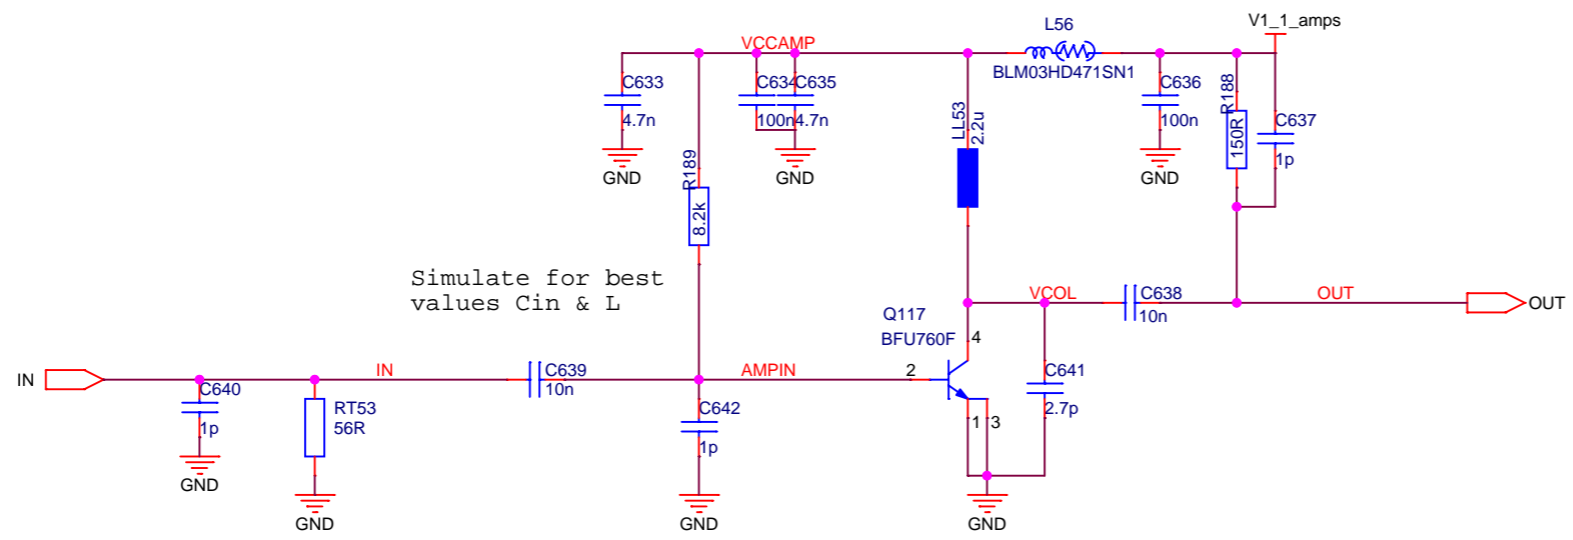 V1_1_amps
L56
VCCAMP
BLM03HD471SN1
C633
4.7n
GND
C634
100n
C635
4.7n
GND
R189
8.2k
LL53
2.2u
C636
100n
GND
R188
150R
C637
1p
Simulate for best
values Cin & L
VCOL
C638
10n
OUT
OUT
Q117
BFU760F
4
2
1
3
C641
2.7p
GND
IN
IN
C640
1p
GND
RT53
56R
GND
C639
10n
AMPIN
C642
1p
GND